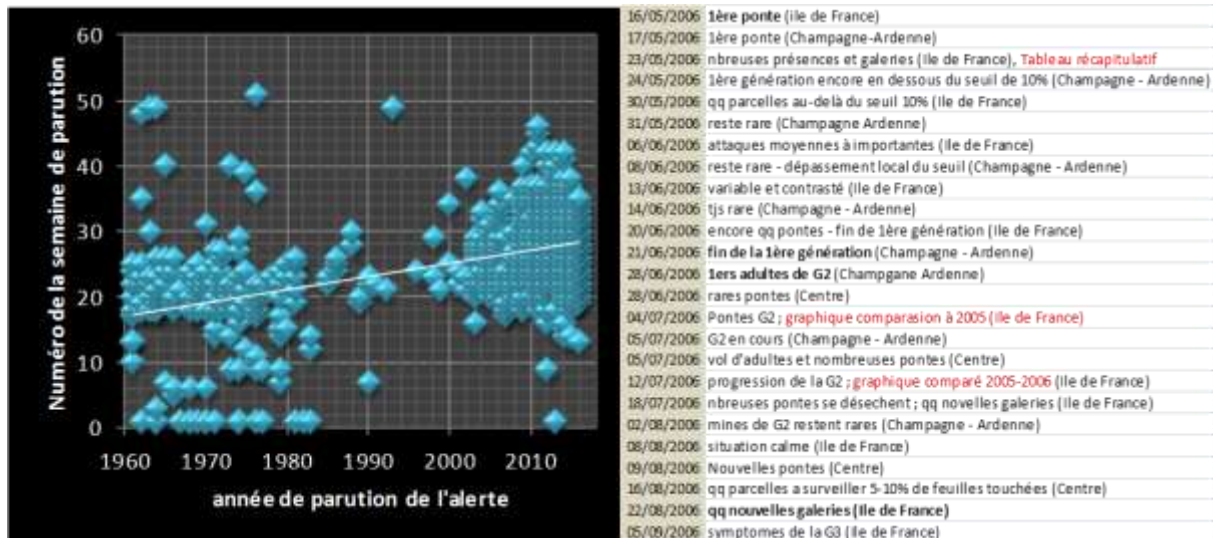 60
50
40
30
20
10
0
Numéro de la semaine de parution
1960 1970 1980 1990 2000 2010
année de parution de l'alerte
16/05/2006 1ère ponte (ile de France)
17/05/2006 1ère ponte (Champagne-Ardenne)
23/05/2006 nbreuses présences et galeries (Ile de France), Tableau récapitulatif
24/05/2006 1ère génération encore en dessous du seuil de 10% (Champagne - Ardenne)
30/05/2006 qq parcelles au-delà du seuil 10% (Ile de France)
31/05/2006 reste rare (Champagne Ardenne)
06/06/2006 attaques moyennes à importantes (Ile de France)
08/06/2006 reste rare - dépassement local du seuil (Champagne - Ardenne)
13/06/2006 variable et contrasté (Ile de France)
14/06/2006 tjs rare (Champagne - Ardenne)
20/06/2006 encore qq pontes - fin de 1ère génération (Ile de France)
21/06/2006 fin de la 1ère génération (Champagne - Ardenne)
28/06/2006 1ers adultes de G2 (Champgane Ardenne)
28/06/2006 rares pontes (Centre)
04/07/2006 Pontes G2 ; graphique comparasion à 2005 (Ile de France)
05/07/2006 G2 en cours (Champagne - Ardenne)
05/07/2006 vol d'adultes et nombreuses pontes (Centre)
12/07/2006 progression de la G2 ; graphique comparé 2005-2006 (Ile de France)
18/07/2006 nbreuses pontes se désechent ; qq novelles galeries (Ile de France)
02/08/2006 mines de G2 restent rares (Champagne - Ardenne)
08/08/2006 situation calme (Ile de France)
09/08/2006 Nouvelles pontes (Centre)
16/08/2006 qq parcelles a surveiller 5-10% de feuilles touchées (Centre)
22/08/2006 qq nouvelles galeries (Ile de France)
05/09/2006 symptomes de la G3 (Ile de France)